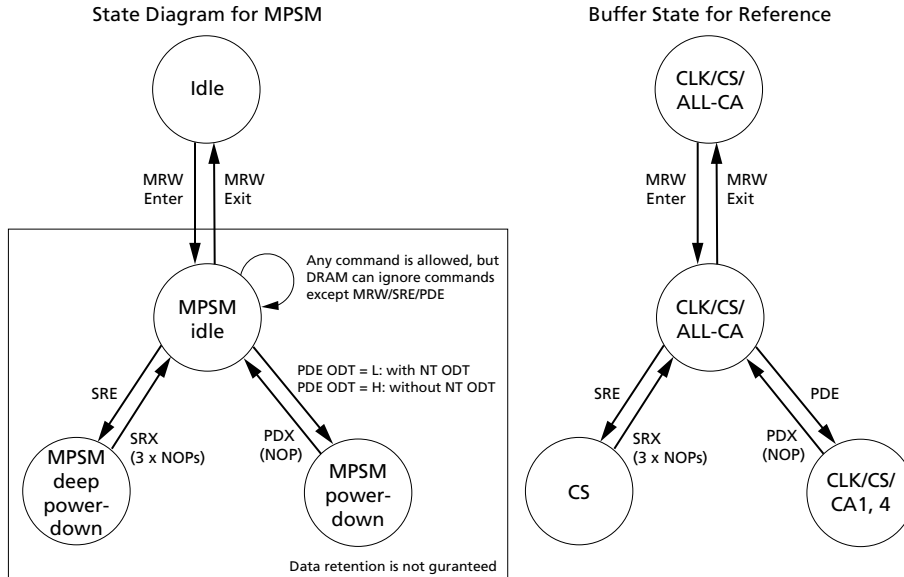 State Diagram for MPSM
Idle
MRW
Enter
MRW
Exit
Any command is allowed, but
DRAM can ignore commands
except MRW/SRE/PDE
MPSM
idle
PDE ODT = L: with NT ODT
PDE ODT = H: without NT ODT
SRE
SRX
(3 x NOPs)
PDX
(NOP)
MPSM
deep
power-
down
MPSM
power-
down
Data retention is not guranteed
Buffer State for Reference
CLK/CS/
ALL-CA
MRW
Enter
MRW
Exit
CLK/CS/
ALL-CA
SRE
SRX
(3 x NOPs)
PDE
PDX
(NOP)
CS
CLK/CS/
CA1, 4